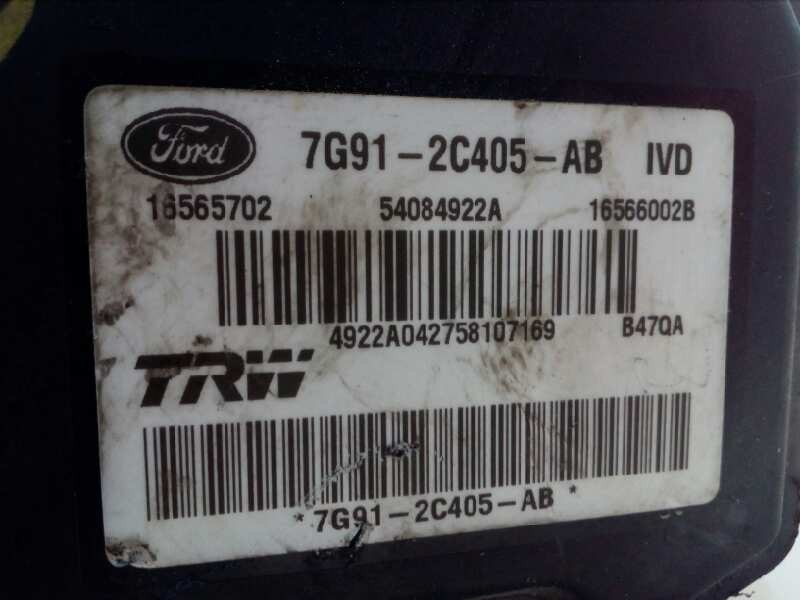 Ford 7G91-2C405-AB IVD
16565702 54084922A 16566002B
4922A042758107169 B47QA
TRW
* 7G91-2C405-AB *